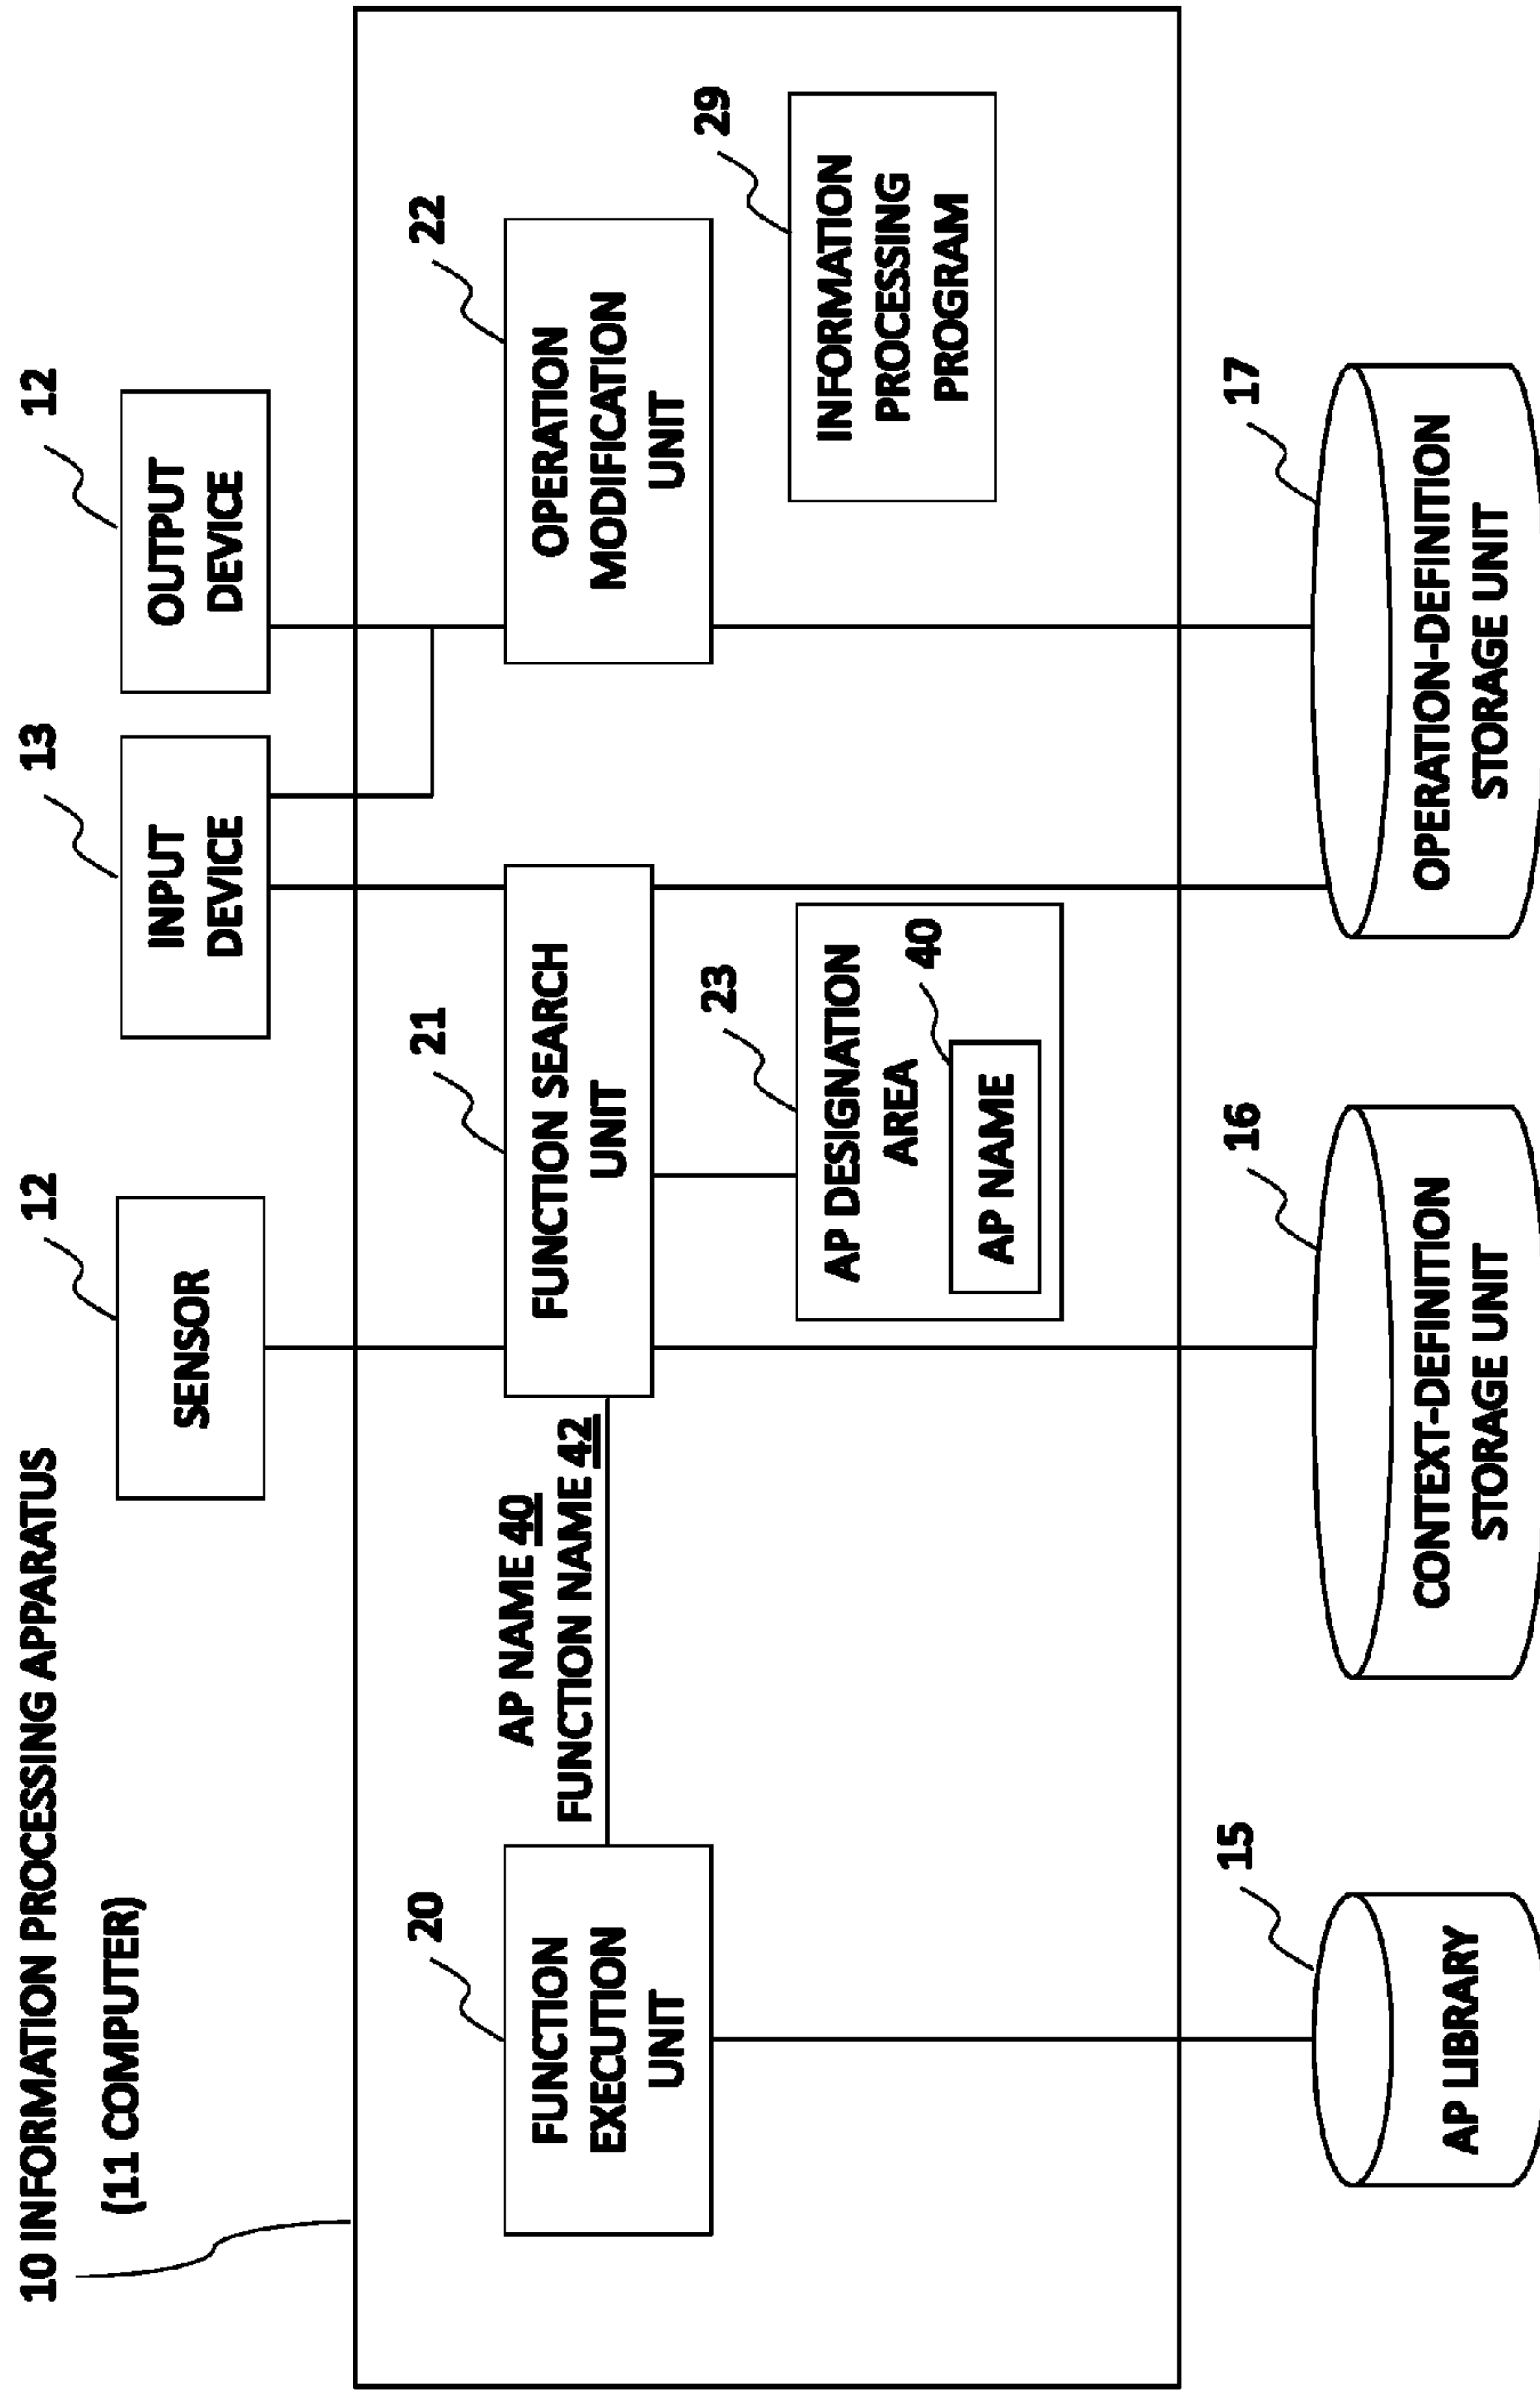 10 INFORMATION PROCESSING APPARATUS
(11 COMPUTER)
12
SENSOR
13
INPUT
DEVICE
12
OUTPUT
DEVICE
20
FUNCTION
EXECUTION
UNIT
AP NAME 40
FUNCTION NAME 42
21
FUNCTION SEARCH
UNIT
22
OPERATION
MODIFICATION
UNIT
23
AP DESIGNATION
AREA
40
AP NAME
29
INFORMATION
PROCESSING
PROGRAM
15
AP LIBRARY
16
CONTEXT-DEFINITION
STORAGE UNIT
17
OPERATION-DEFINITION
STORAGE UNIT